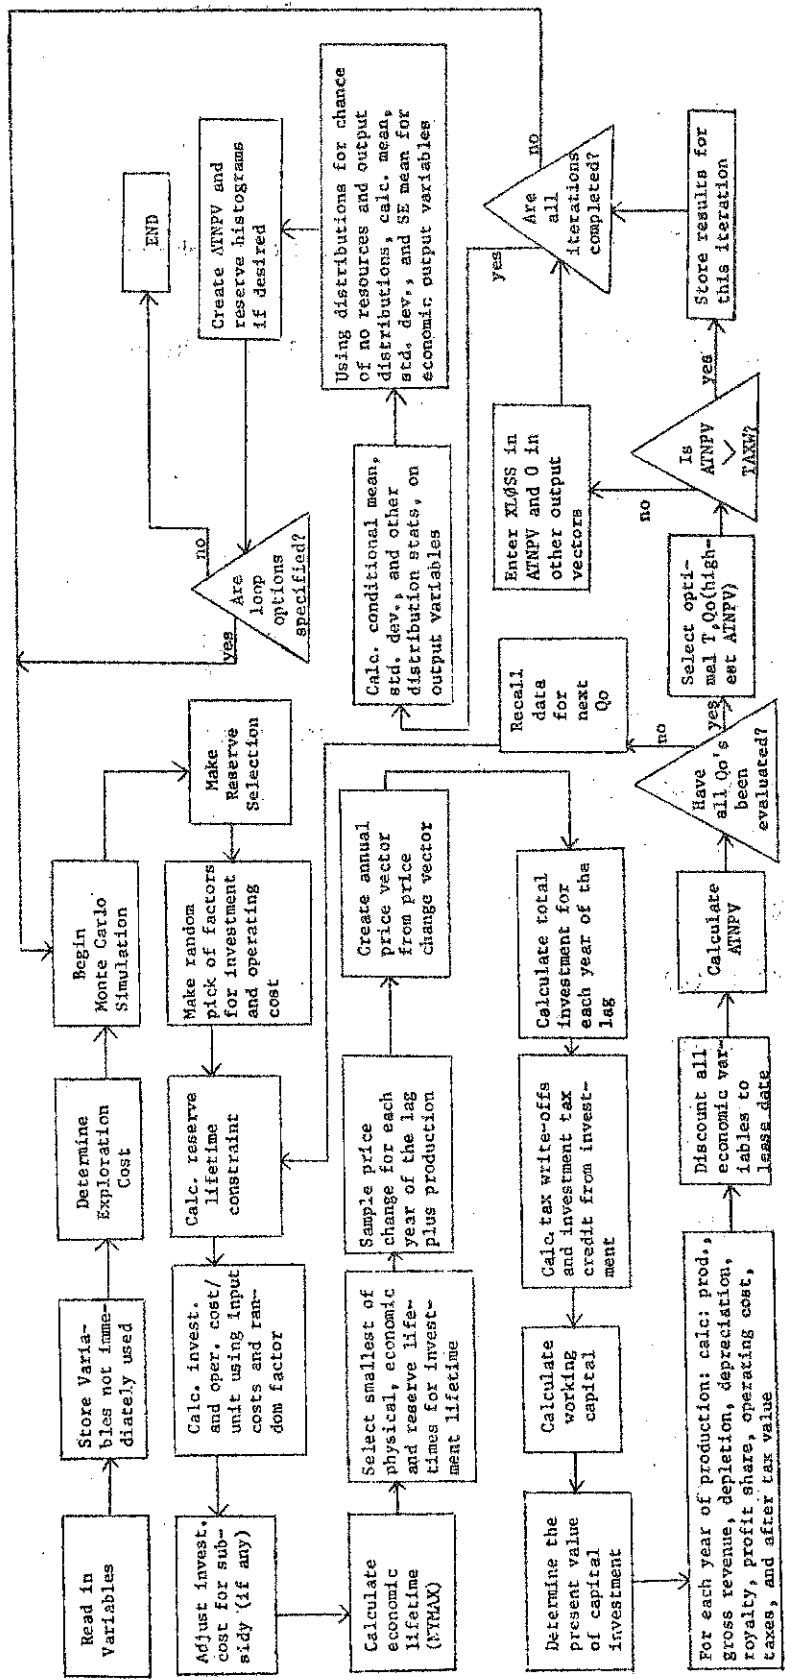 Read in
Variables
Store Varia-
bles not imme-
diately used
Determine
Exploration
Cost
Begin
Monte Carlo
Simulation
Make
Reserve
Selection
Make random
pick of factors
for investment
and operating
cost
Calc. reserve
lifetime
constraint
Calc. invest.
and oper. cost/
unit using input
costs and ran-
dom factor
Adjust invest.
cost for sub-
sidy (if any)
Calculate
economic
lifetime
(NYMAX)
Select smallest of
physical, economic
and reserve life-
times for invest-
ment lifetime
Sample price
change for each
year of the lag
plus production
Create annual
price vector
from price
change vector
Calculate total
investment for
each year of the
lag
Calc. tax write-offs
and investment tax
credit from invest-
ment
Calculate
working
capital
Determine the
present value
of capital
investment
For each year of production: calc: prod.,
gross revenue, depletion, depreciation,
royalty, profit share, operating cost,
taxes, and after tax value
Discount all
economic var-
iables to
lease date
Calculate
ATNPV
Have
all Qo's
been
evaluated?
no
Recall
data
for
next
Qo
yes
Select opti-
mal T,Qo(high-
est ATNPV)
Is
ATNPV
>
TAXW?
no
Enter XLØSS in
ATNPV and 0 in
other output
vectors
yes
Store results for
this iteration
Are
all
iterations
completed?
no
yes
Calc. conditional mean,
std. dev., and other
distribution stats, on
output variables
Using distributions for chance
of no resources and output
distributions, calc. mean,
std. dev., and SE mean for
economic output variables
Create ATNPV and
reserve histograms
if desired
Are
loop
options
specified?
yes
no
END